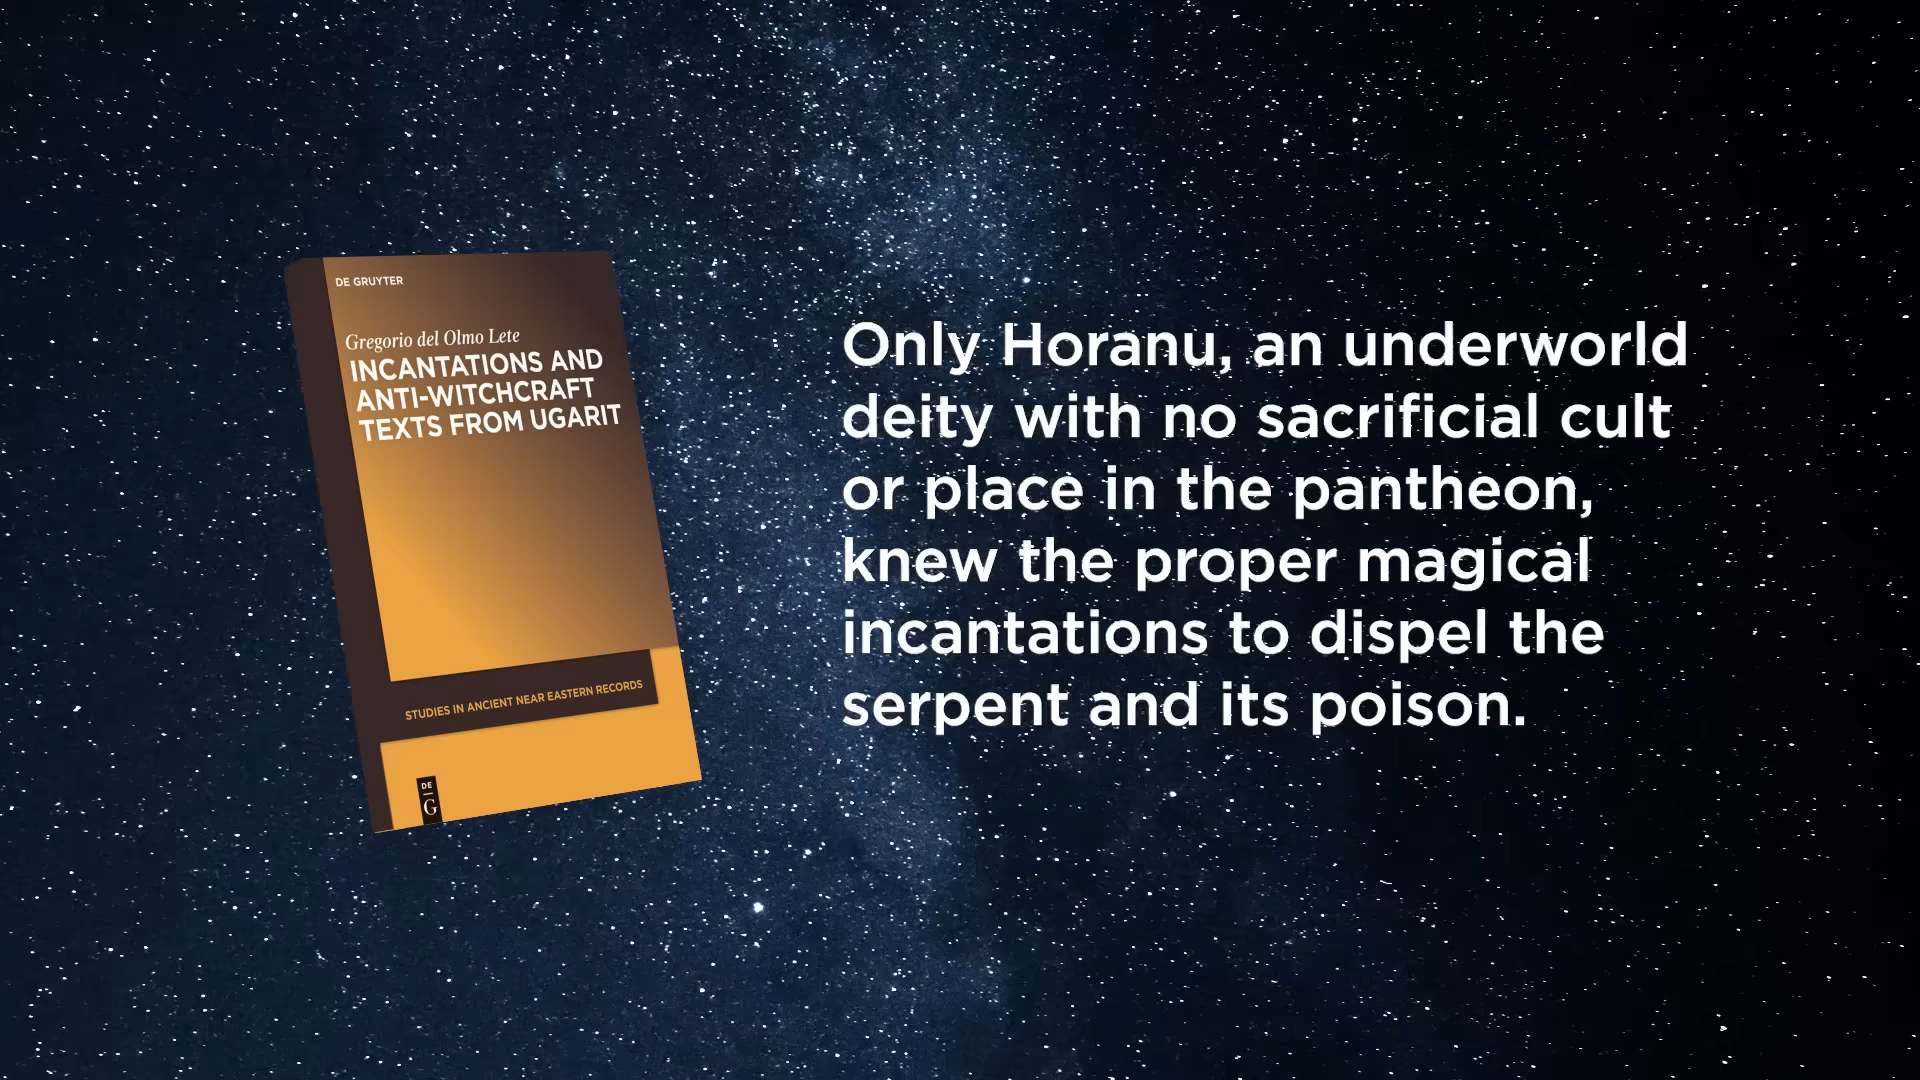 DE GRUYTER
Gregorio del Olmo Lete
INCANTATIONS AND
ANTI-WITCHCRAFT
TEXTS FROM UGARIT
STUDIES IN ANCIENT NEAR EASTERN RECORDS
DE
G
Only Horanu, an underworld
deity with no sacrificial cult
or place in the pantheon,
knew the proper magical
incantations to dispel the
serpent and its poison.